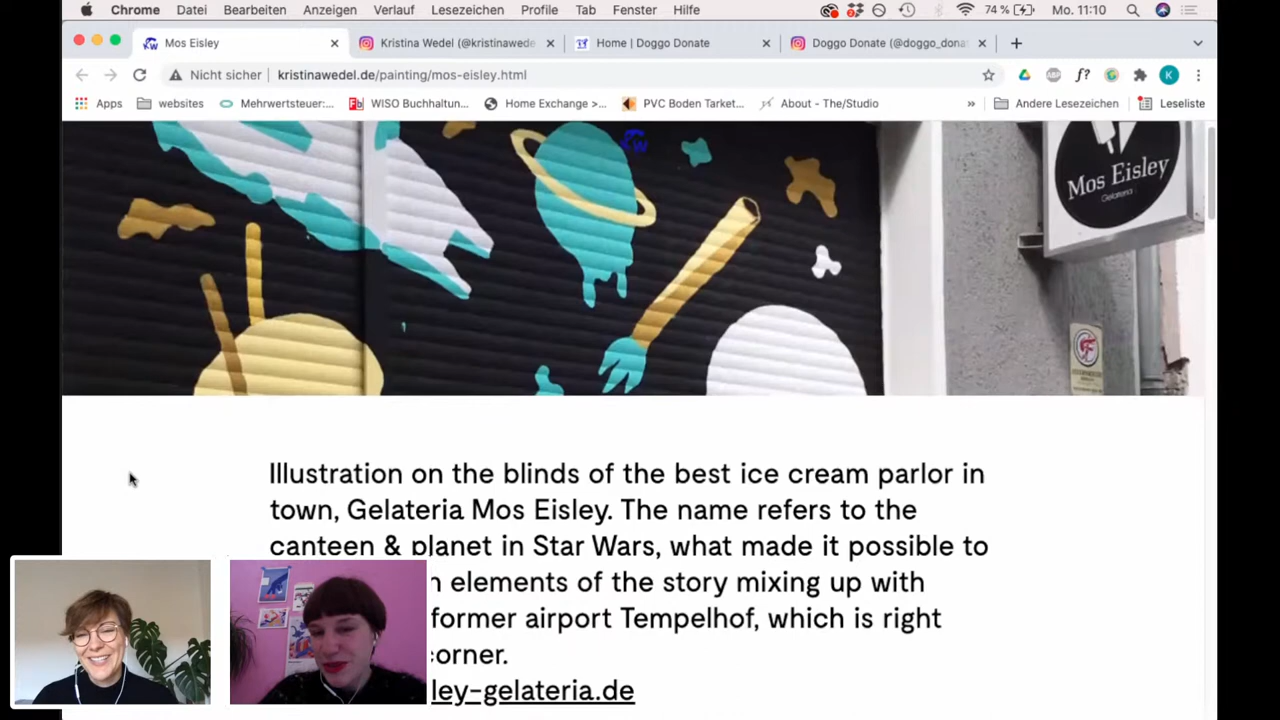 Chrome Datei Bearbeiten Anzeigen Verlauf Lesezeichen Profile Tab Fenster Hilfe 74 % Mo. 11:10
Mos Eisley Kristina Wedel (@kristinawede Home | Doggo Donate Doggo Donate (@doggo_dona
Nicht sicher kristinawedel.de/painting/mos-eisley.html ABP f? K
Apps websites Mehrwertsteuer:... Fb WISO Buchhaltun... Home Exchange >... PVC Boden Tarket... About - The/Studio » Andere Lesezeichen Leseliste
Mos Eisley
Gelateria
Illustration on the blinds of the best ice cream parlor in
town, Gelateria Mos Eisley. The name refers to the
canteen & planet in Star Wars, what made it possible to
elements of the story mixing up with
former airport Tempelhof, which is right
corner.
ley-gelateria.de